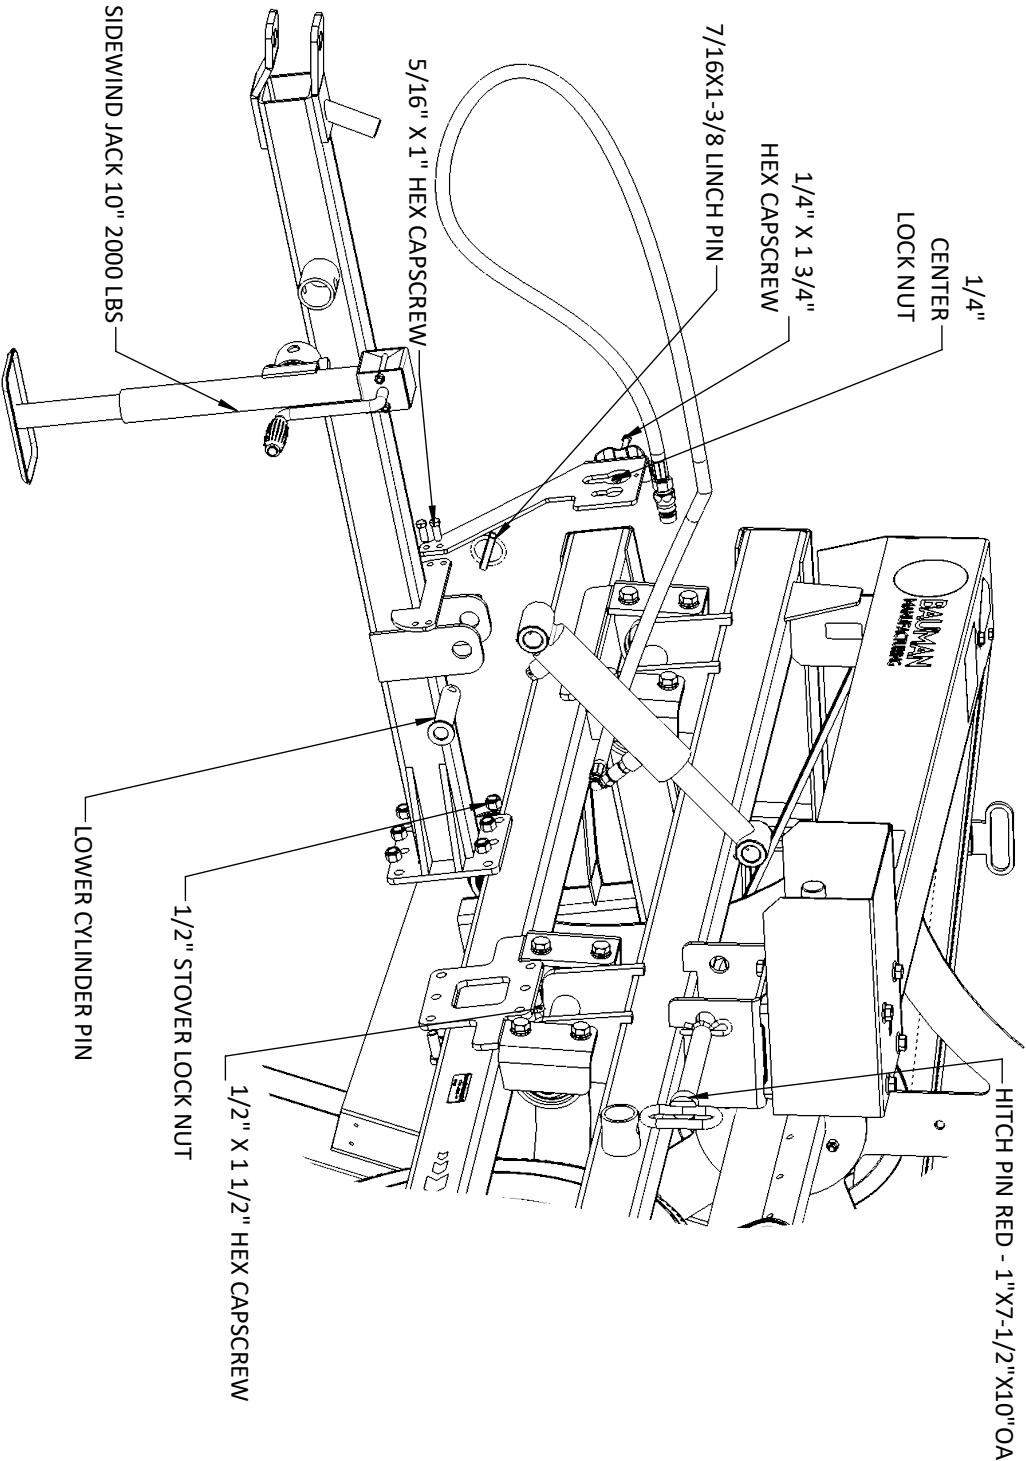 1/4"
CENTER
LOCK NUT
1/4" X 1 3/4"
HEX CAPSCREW
7/16X1-3/8 LINCH PIN
5/16" X 1" HEX CAPSCREW
SIDEWIND JACK 10" 2000 LBS
HITCH PIN RED - 1"X7-1/2"X10"OA
1/2" X 1 1/2" HEX CAPSCREW
1/2" STOVER LOCK NUT
LOWER CYLINDER PIN
BAUMAN
MANUFACTURING